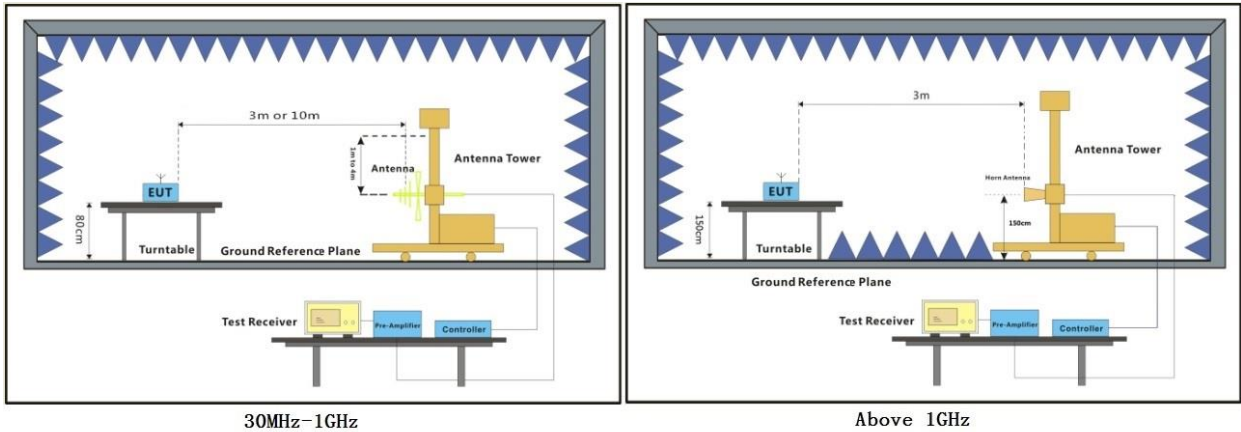 3m or 10m
1m to 4m
Antenna
Antenna Tower
EUT
80cm
Turntable
Ground Reference Plane
Test Receiver
Pre-Amplifier
Controller
30MHz-1GHz
3m
Horn Antenna
Antenna Tower
EUT
150cm
150cm
Turntable
Ground Reference Plane
Test Receiver
Pre-Amplifier
Controller
Above 1GHz